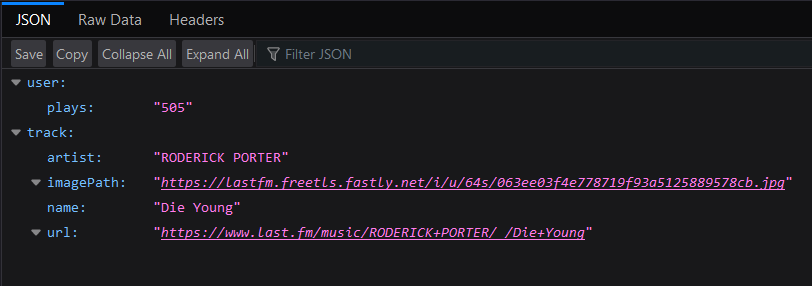 JSON Raw Data Headers
Save Copy Collapse All Expand All Filter JSON
user:
plays: "505"
track:
artist: "RODERICK PORTER"
imagePath: "https://lastfm.freetls.fastly.net/i/u/64s/063ee03f4e778719f93a5125889578cb.jpg"
name: "Die Young"
url: "https://www.last.fm/music/RODERICK+PORTER/_/Die+Young"